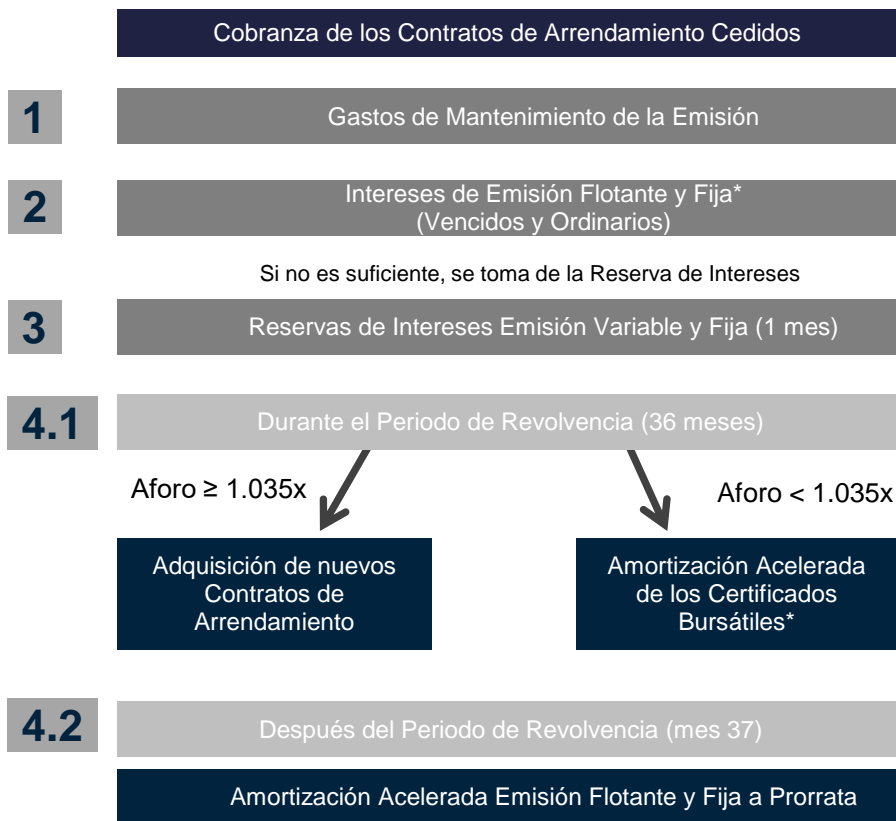 Cobranza de los Contratos de Arrendamiento Cedidos
1
Gastos de Mantenimiento de la Emisión
2
Intereses de Emisión Flotante y Fija*
(Vencidos y Ordinarios)
Si no es suficiente, se toma de la Reserva de Intereses
3
Reservas de Intereses Emisión Variable y Fija (1 mes)
4.1
Durante el Periodo de Revolvencia (36 meses)
Aforo ≥ 1.035x
Aforo < 1.035x
Adquisición de nuevos
Contratos de
Arrendamiento
Amortización Acelerada
de los Certificados
Bursátiles*
4.2
Después del Periodo de Revolvencia (mes 37)
Amortización Acelerada Emisión Flotante y Fija a Prorrata